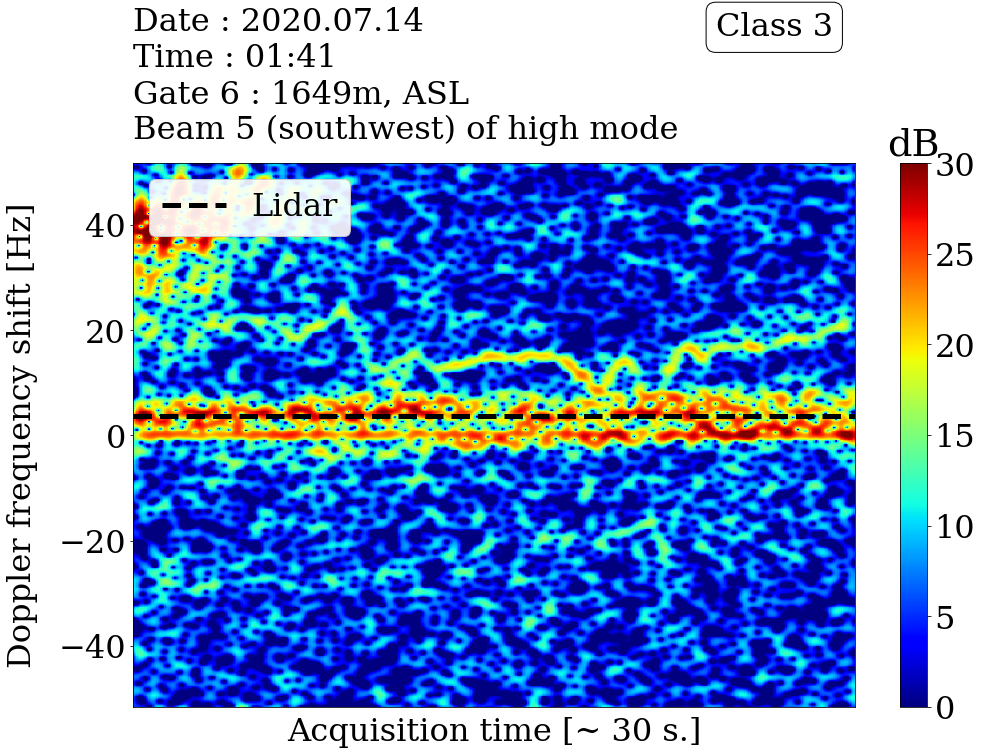 Date : 2020.07.14
Time : 01:41
Gate 6 : 1649m, ASL
Beam 5 (southwest) of high mode
Class 3
dB
Lidar
Doppler frequency shift [Hz]
40
20
0
−20
−40
30
25
20
15
10
5
0
Acquisition time [~ 30 s.]